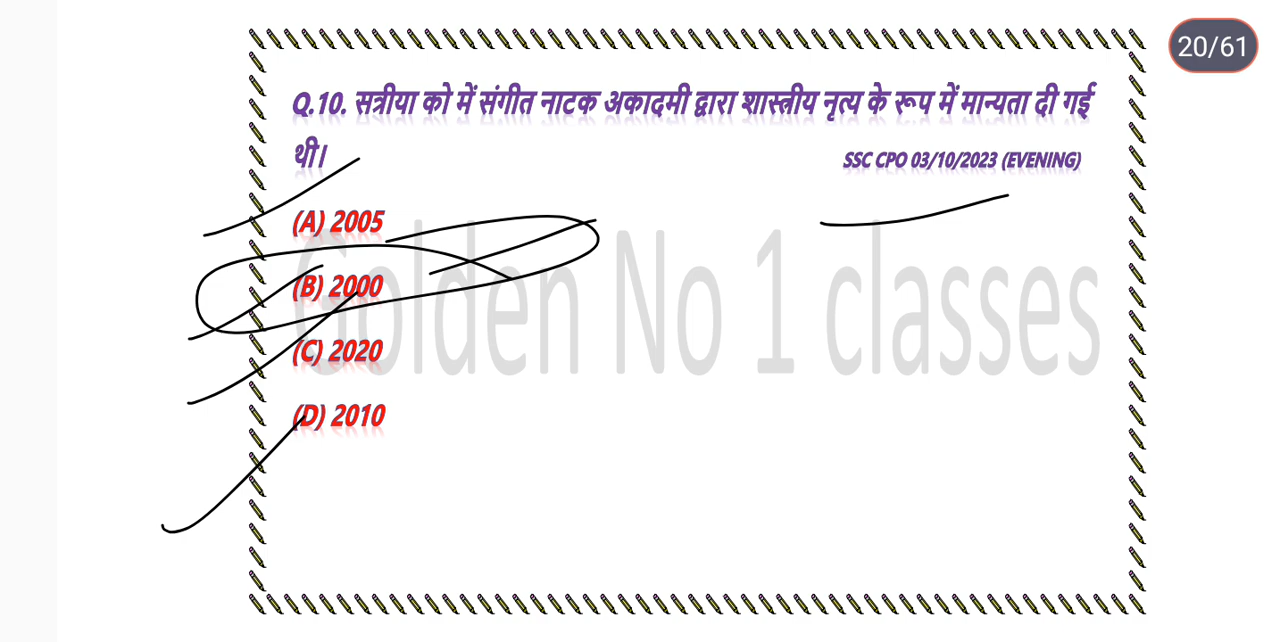 20/61
Q.10. सत्रीया को में संगीत नाटक अकादमी द्वारा शास्त्रीय नृत्य के रूप में मान्यता दी गई
थी।
SSC CPO 03/10/2023 (EVENING)
(A) 2005
(B) 2000
(C) 2020
(D) 2010
Golden No 1 classes